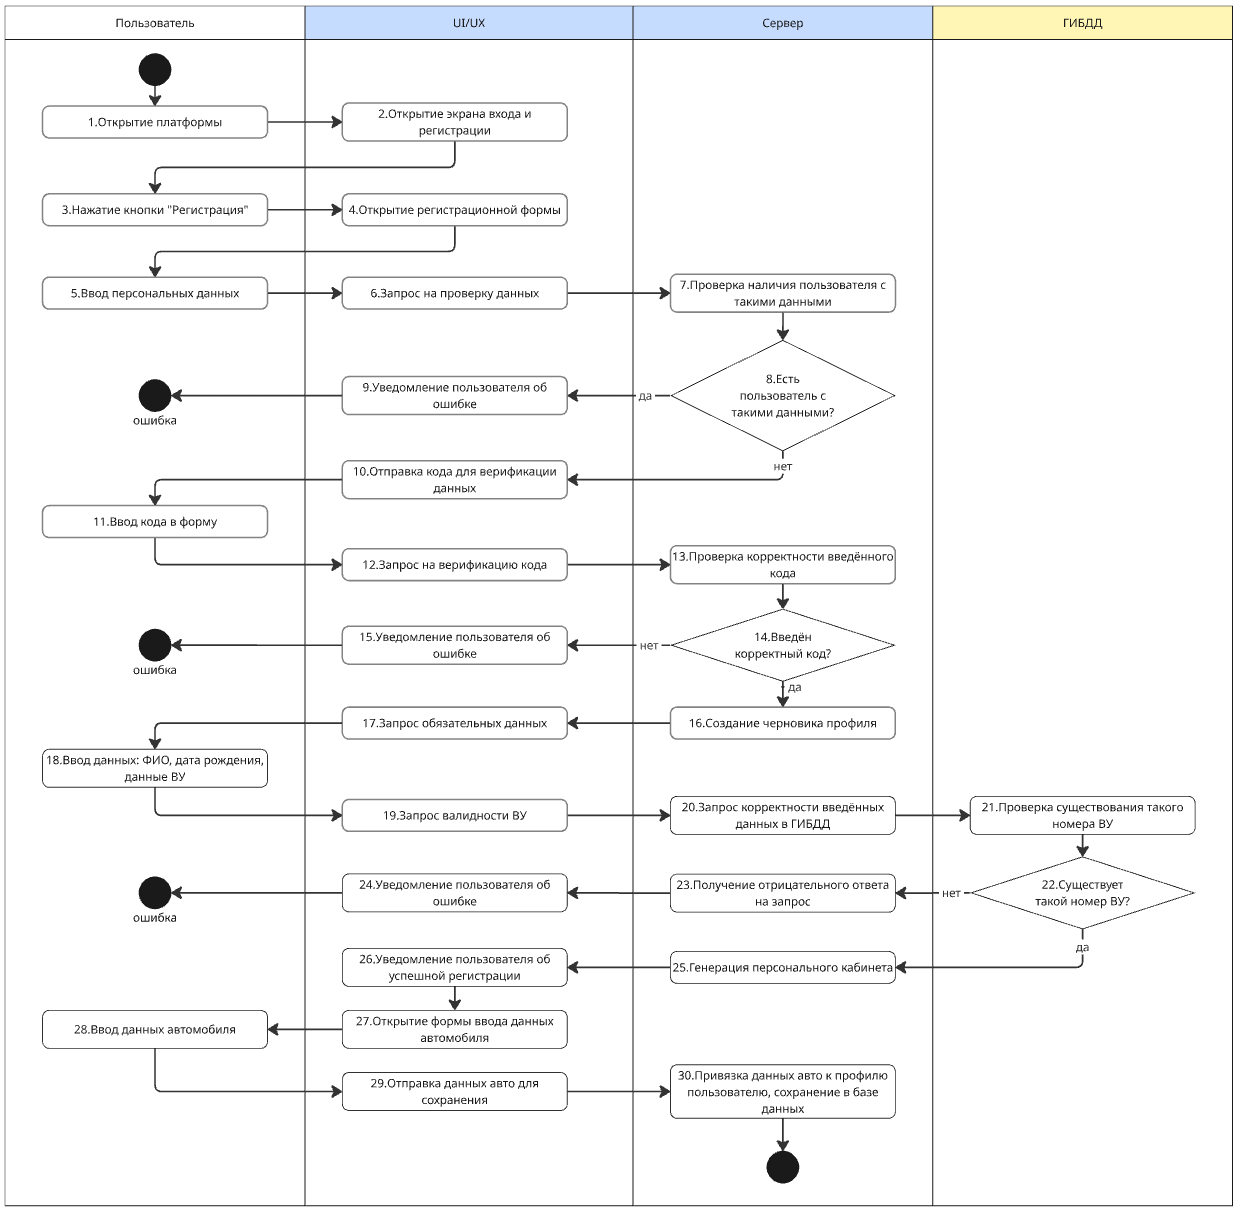 Пользователь
UI/UX
Сервер
ГИБДД
1.Открытие платформы
2.Открытие экрана входа и
регистрации
3.Нажатие кнопки "Регистрация"
4.Открытие регистрационной формы
5.Ввод персональных данных
6.Запрос на проверку данных
7.Проверка наличия пользователя с
такими данными
8.Есть
пользователь с
такими данными?
да
9.Уведомление пользователя об
ошибке
ошибка
нет
10.Отправка кода для верификации
данных
11.Ввод кода в форму
12.Запрос на верификацию кода
13.Проверка корректности введённого
кода
14.Введён
корректный код?
нет
15.Уведомление пользователя об
ошибке
ошибка
да
16.Создание черновика профиля
17.Запрос обязательных данных
18.Ввод данных: ФИО, дата рождения,
данные ВУ
19.Запрос валидности ВУ
20.Запрос корректности введённых
данных в ГИБДД
21.Проверка существования такого
номера ВУ
22.Существует
такой номер ВУ?
нет
23.Получение отрицательного ответа
на запрос
24.Уведомление пользователя об
ошибке
ошибка
да
25.Генерация персонального кабинета
26.Уведомление пользователя об
успешной регистрации
27.Открытие формы ввода данных
автомобиля
28.Ввод данных автомобиля
29.Отправка данных авто для
сохранения
30.Привязка данных авто к профилю
пользователю, сохранение в базе
данных